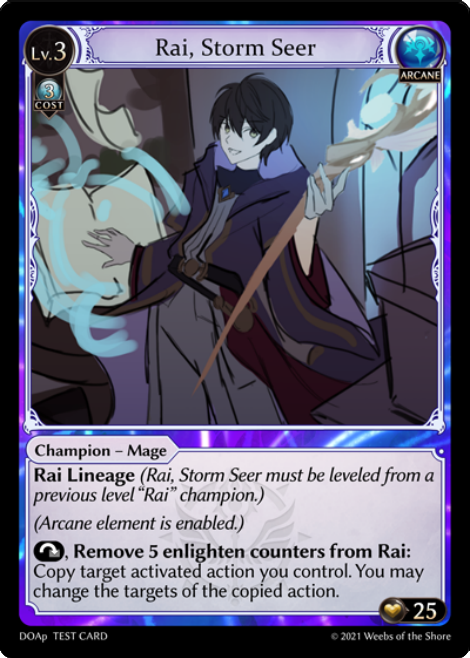 Lv.3
Rai, Storm Seer
ARCANE
3
COST
Champion – Mage
Rai Lineage (Rai, Storm Seer must be leveled from a
previous level “Rai” champion.)
(Arcane element is enabled.)
, Remove 5 enlighten counters from Rai:
Copy target activated action you control. You may
change the targets of the copied action.
25
DOAp TEST CARD
© 2021 Weebs of the Shore